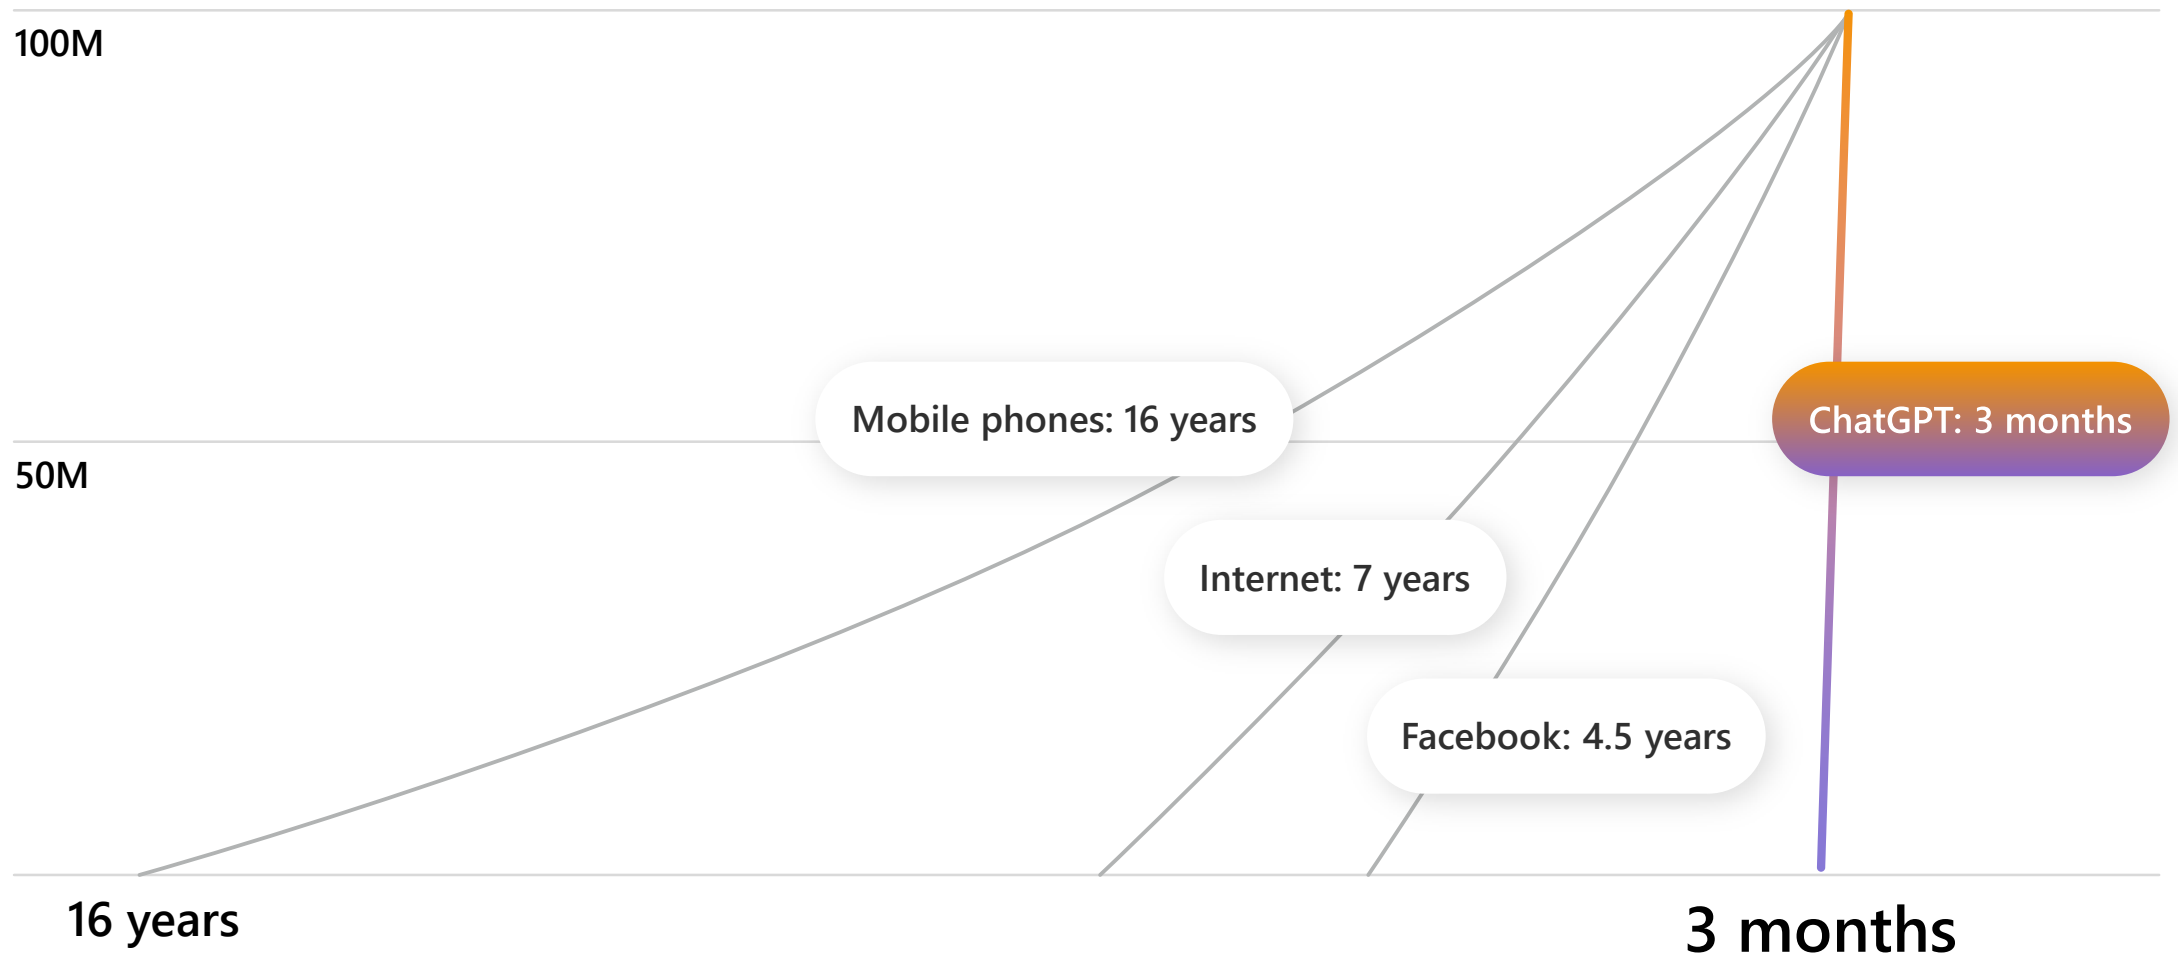 100M
Mobile phones: 16 years
ChatGPT: 3 months
50M
Internet: 7 years
Facebook: 4.5 years
16 years
3 months